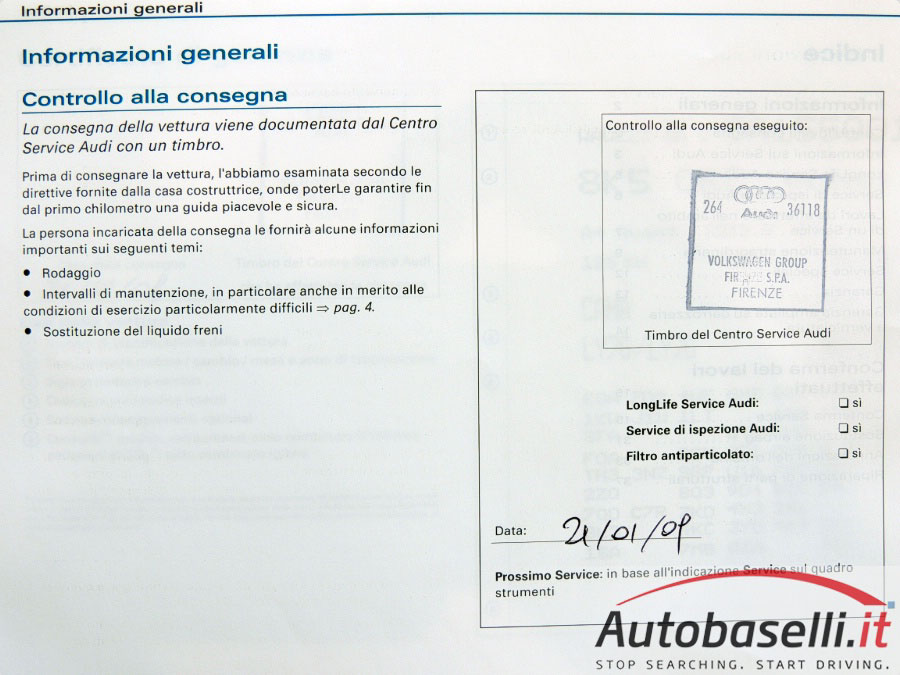 Informazioni generali
Informazioni generali
Controllo alla consegna
La consegna della vettura viene documentata dal Centro
Service Audi con un timbro.
Prima di consegnare la vettura, l'abbiamo esaminata secondo le
direttive fornite dalla casa costruttrice, onde poterLe garantire fin
dal primo chilometro una guida piacevole e sicura.
La persona incaricata della consegna le fornirà alcune informazioni
importanti sui seguenti temi:
• Rodaggio
• Intervalli di manutenzione, in particolare anche in merito alle
condizioni di esercizio particolarmente difficili ⇒ pag. 4.
• Sostituzione del liquido freni
Controllo alla consegna eseguito:
264 Audi 36118
VOLKSWAGEN GROUP
FIRENZE S.P.A.
FIRENZE
Timbro del Centro Service Audi
LongLife Service Audi: ❑ sì
Service di ispezione Audi: ❑ sì
Filtro antiparticolato: ❑ sì
Data: 21/01/09
Prossimo Service: in base all'indicazione Service sul quadro
strumenti
Autobaselli.it
STOP SEARCHING. START DRIVING.